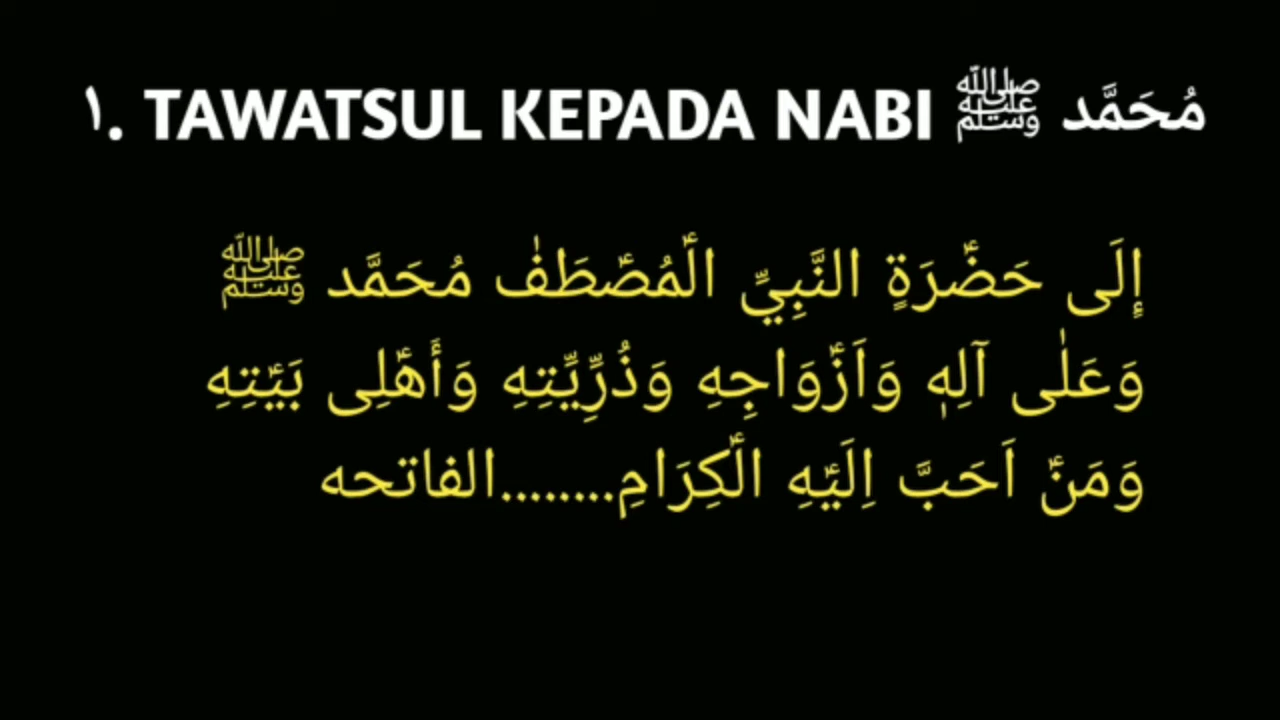 ١. TAWATSUL KEPADA NABI ﷺ مُحَمَّد
إِلَى حَضْرَةٍ النَّبِيِّ الْمُصْطَفٰى مُحَمَّد ﷺ
وَعَلٰى آلِهٖ وَاَزْوَاجِهِ وَذُرِّيِّتِهِ وَأَهْلِى بَيْتِهِ
وَمَنْ اَحَبَّ اِلَيْهِ الْكِرَامِ........الفاتحه